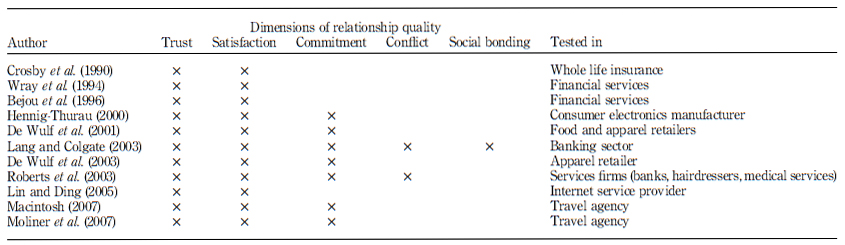 Dimensions of relationship quality
Author Trust Satisfaction Commitment Conflict Social bonding Tested in
Crosby et al. (1990) × × Whole life insurance
Wray et al. (1994) × × Financial services
Bejou et al. (1996) × × Financial services
Hennig-Thurau (2000) × × × Consumer electronics manufacturer
De Wulf et al. (2001) × × × Food and apparel retailers
Lang and Colgate (2003) × × × × × Banking sector
De Wulf et al. (2003) × × × Apparel retailer
Roberts et al. (2003) × × × × Services firms (banks, hairdressers, medical services)
Lin and Ding (2005) × × Internet service provider
Macintosh (2007) × × × Travel agency
Moliner et al. (2007) × × × Travel agency